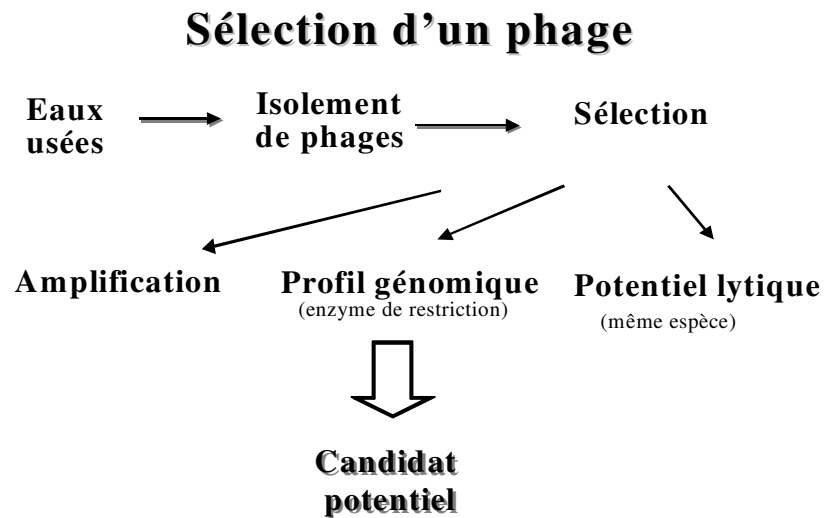 Sélection d’un phage
Eaux
usées
Isolement
de phages
Sélection
Amplification
Profil génomique
(enzyme de restriction)
Potentiel lytique
(même espèce)
Candidat
potentiel